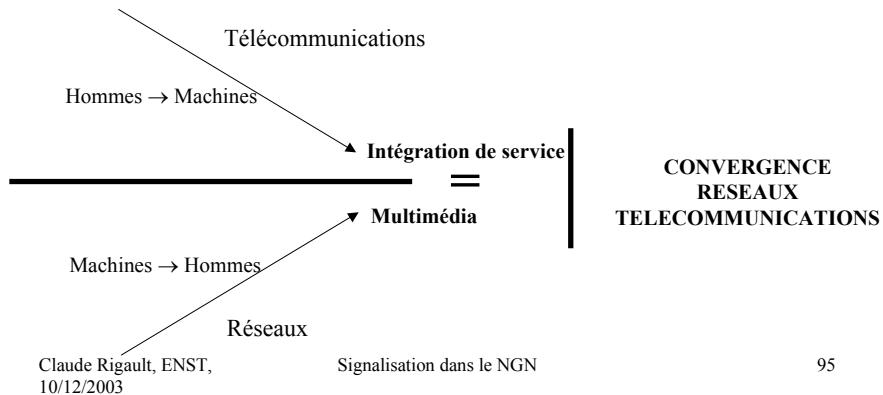 Télécommunications
Hommes → Machines
Intégration de service
=
Multimédia
CONVERGENCE
RESEAUX
TELECOMMUNICATIONS
Machines → Hommes
Réseaux
Claude Rigault, ENST,
10/12/2003
Signalisation dans le NGN
95